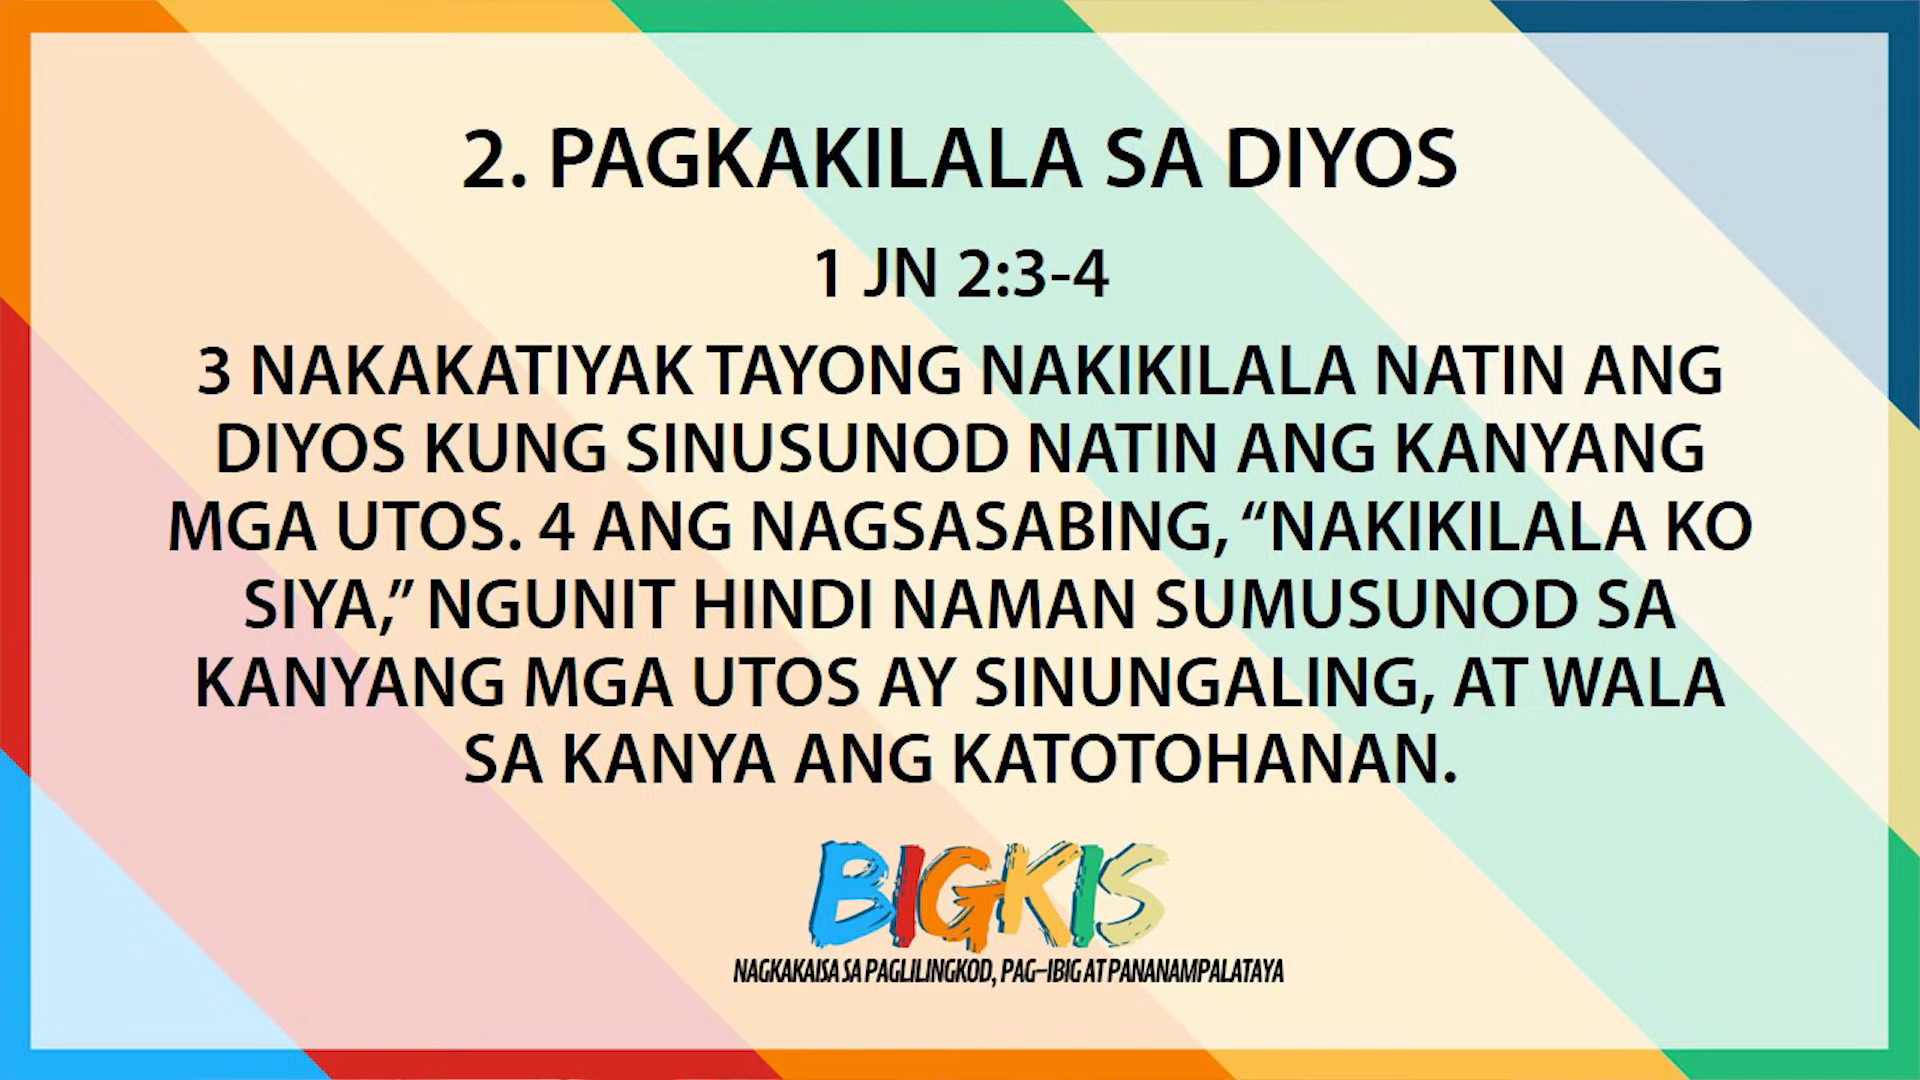 2. PAGKAKILALA SA DIYOS
1 JN 2:3-4
3 NAKAKATIYAK TAYONG NAKIKILALA NATIN ANG
DIYOS KUNG SINUSUNOD NATIN ANG KANYANG
MGA UTOS. 4 ANG NAGSASABING, “NAKIKILALA KO
SIYA,” NGUNIT HINDI NAMAN SUMUSUNOD SA
KANYANG MGA UTOS AY SINUNGALING, AT WALA
SA KANYA ANG KATOTOHANAN.
BIGKIS
NAGKAKAISA SA PAGLILINGKOD, PAG-IBIG AT PANANAMPALATAYA